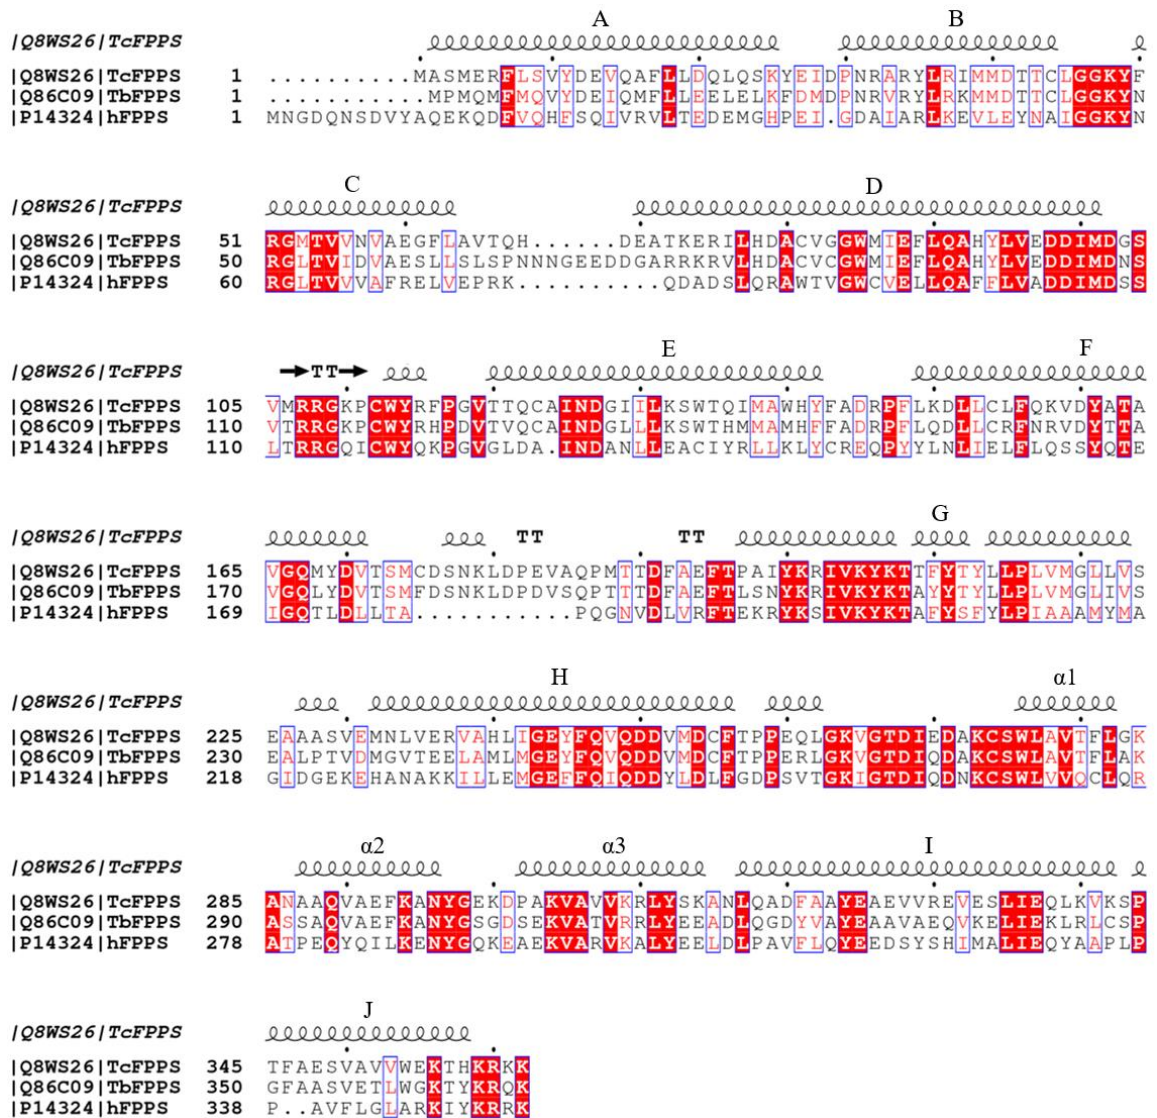 A B
|Q8WS26|TcFPPS
|Q8WS26|TcFPPS 1 ..........MASMERFLSVYDEVQAFLLDQLQSKYEIDPNRARYLRIMMDTTCLGGKYF
|Q86C09|TbFPPS 1 ...........MPMQMFMQVYDEIQMFLLEELELKFDMDPNRVRYLRKMMDTTCLGGKYN
|P14324|hFPPS 1 MNGDQNSDVYAQEKQDFVQHFSQIVRVLTEDEMGHPEI.GDAIARLKEVLEYNAIGGKYN
C D
|Q8WS26|TcFPPS
|Q8WS26|TcFPPS 51 RGMTVVNVAEGFLAVTQH......DEATKERILHDACVGGWMIEFLQAHYLVEDDIMDGS
|Q86C09|TbFPPS 50 RGLTVIDVAESLLSLSPNNNGEEDDGARRKRVLHDACVCGWMIEFLQAHYLVEDDIMDNS
|P14324|hFPPS 60 RGLTVVVAFRELVEPRK..........QDADSLQRAWTVGWCVELLQAFFLVADDIMDSS
E F
|Q8WS26|TcFPPS TT
|Q8WS26|TcFPPS 105 VMRRGKPCWYRFPGVTTQCAINDGIILKSWTQIMAWHYFADRPFLKDLLCLFQKVDYATA
|Q86C09|TbFPPS 110 VTRRGKPCWYRHPDVTVQCAINDGLLLKSWTHMMAMHFFADRPFLQDLLCRFNRVDYTTA
|P14324|hFPPS 110 LTRRGQICWYQKPGVGLDA.INDANLLEACIYRLLKLYCREQPYYLNLIELFLQSSYQTE
G
|Q8WS26|TcFPPS TT TT
|Q8WS26|TcFPPS 165 VGQMYDVTSMCDSNKLDPEVAQPMTTDFAEFTPAIYKRIVKYKTTFYTYLLPLVMGLLVS
|Q86C09|TbFPPS 170 VGQLYDVTSMFDSNKLDPDVSQPTTTDFAEFTLSNYKRIVKYKTAYYTYLLPLVMGLIVS
|P14324|hFPPS 169 IGQTLDLLTA...........PQGNVDLVRFTEKRYKSIVKYKTAFYSFYLPIAAAMYMA
H α1
|Q8WS26|TcFPPS
|Q8WS26|TcFPPS 225 EAAASVEMNLVERVAHLIGEYFQVQDDVMDCFTPPEQLGKVGTDIEDAKCSWLAVTFLGK
|Q86C09|TbFPPS 230 EALPTVDMGVTEELAMLMGEYFQVQDDVMDCFTPPERLGKVGTDIQDAKCSWLAVTFLAK
|P14324|hFPPS 218 GIDGEKEHANAKKILLEMGEFFQIQDDYLDLFGDPSVTGKIGTDIQDNKCSWLVVQCLQR
α2 α3 I
|Q8WS26|TcFPPS
|Q8WS26|TcFPPS 285 ANAAQVAEFKANYGEKDPAKVAVVKRLYSKANLQADFAAYEAEVVREVESLIEQLKVKSP
|Q86C09|TbFPPS 290 ASSAQVAEFKANYGSGDSEKVATVRRLYEEADLQGDYVAYEAAVAEQVKELIEKLRLCSP
|P14324|hFPPS 278 ATPEQYQILKENYGQKEAEKVARVKALYEELDLPAVFLQYEEDSYSHIMALIEQYAAPLP
J
|Q8WS26|TcFPPS
|Q8WS26|TcFPPS 345 TFAESVAVVWEKTHKRKK
|Q86C09|TbFPPS 350 GFAASVETLWGKTYKRQK
|P14324|hFPPS 338 P..AVFLGLARKIYKRRK